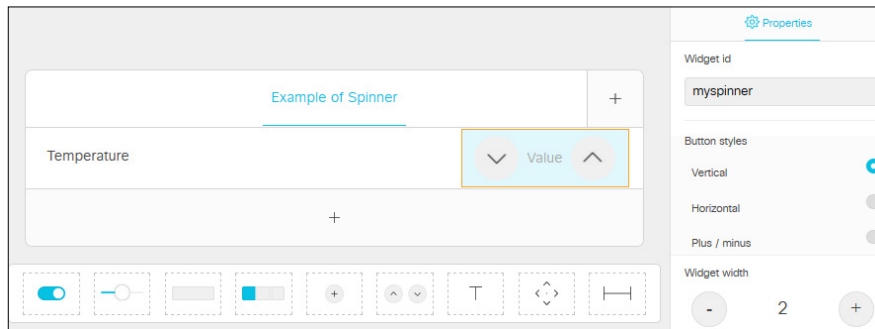 Properties
Widget id
myspinner
Example of Spinner
+
Button styles
Temperature
Value
Vertical
Horizontal
+
Plus / minus
Widget width
+
T
- 2 +